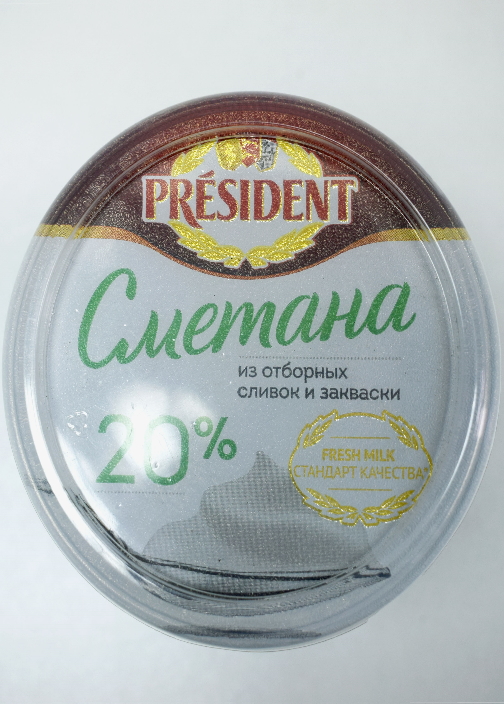 PRÉSIDENT
Сметана
из отборных
сливок и закваски
20%
FRESH MILK
СТАНДАРТ КАЧЕСТВА*